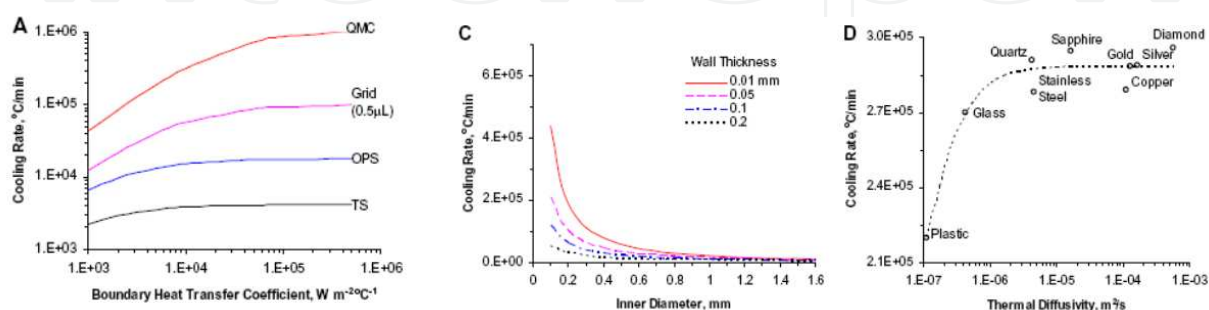 A
1.E+06
1.E+05
1.E+04
1.E+03
Cooling Rate, °C/min
QMC
Grid
(0.5µL)
OPS
TS
1.E+03 1.E+04 1.E+05 1.E+06
Boundary Heat Transfer Coefficient, W m⁻²°C⁻¹
C
6.E+05
4.E+05
2.E+05
0.E+00
Cooling Rate, °C/min
Wall Thickness
0.01 mm
0.05
0.1
0.2
0 0.2 0.4 0.6 0.8 1.0 1.2 1.4 1.6
Inner Diameter, mm
D
3.0E+05
2.7E+05
2.4E+05
2.1E+05
Cooling Rate, °C/min
Diamond
Sapphire
Quartz
Gold Silver
Stainless
Steel
Copper
Glass
Plastic
1.E-07 1.E-06 1.E-05 1.E-04 1.E-03
Thermal Diffusivity, m²/s